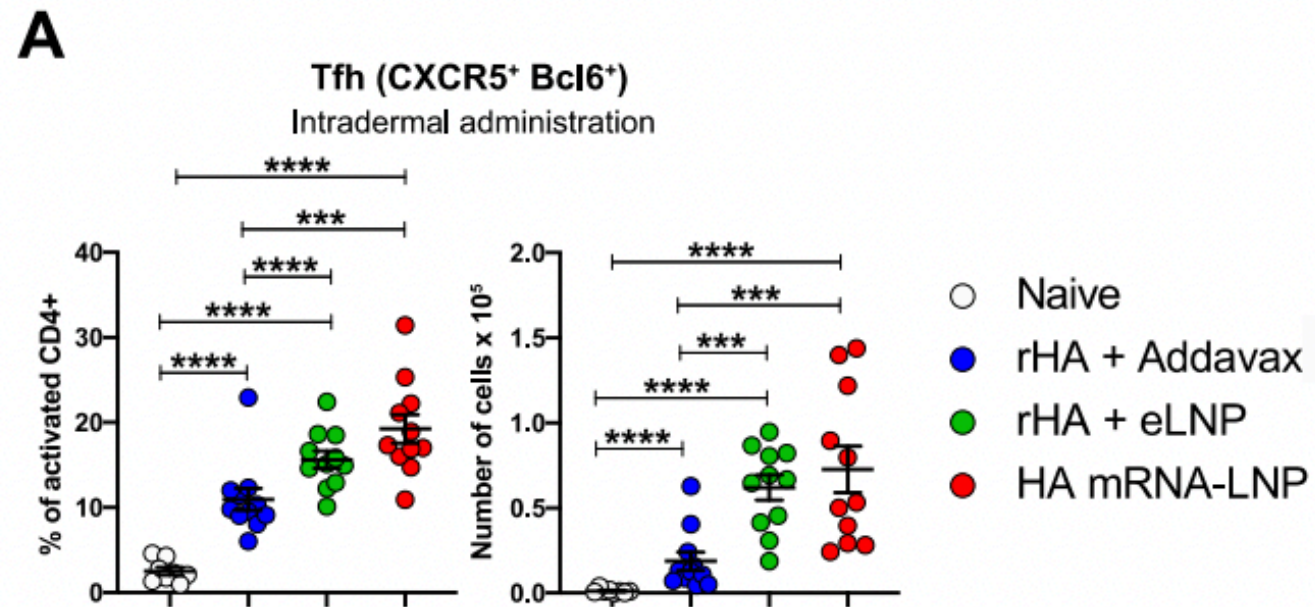 A
Tfh (CXCR5⁺ Bcl6⁺)
Intradermal administration
****
***
****
****
****
% of activated CD4+
40
30
20
10
0
****
***
***
****
****
Number of cells x 10⁵
2.0
1.5
1.0
0.5
0.0
Naive
rHA + Addavax
rHA + eLNP
HA mRNA-LNP